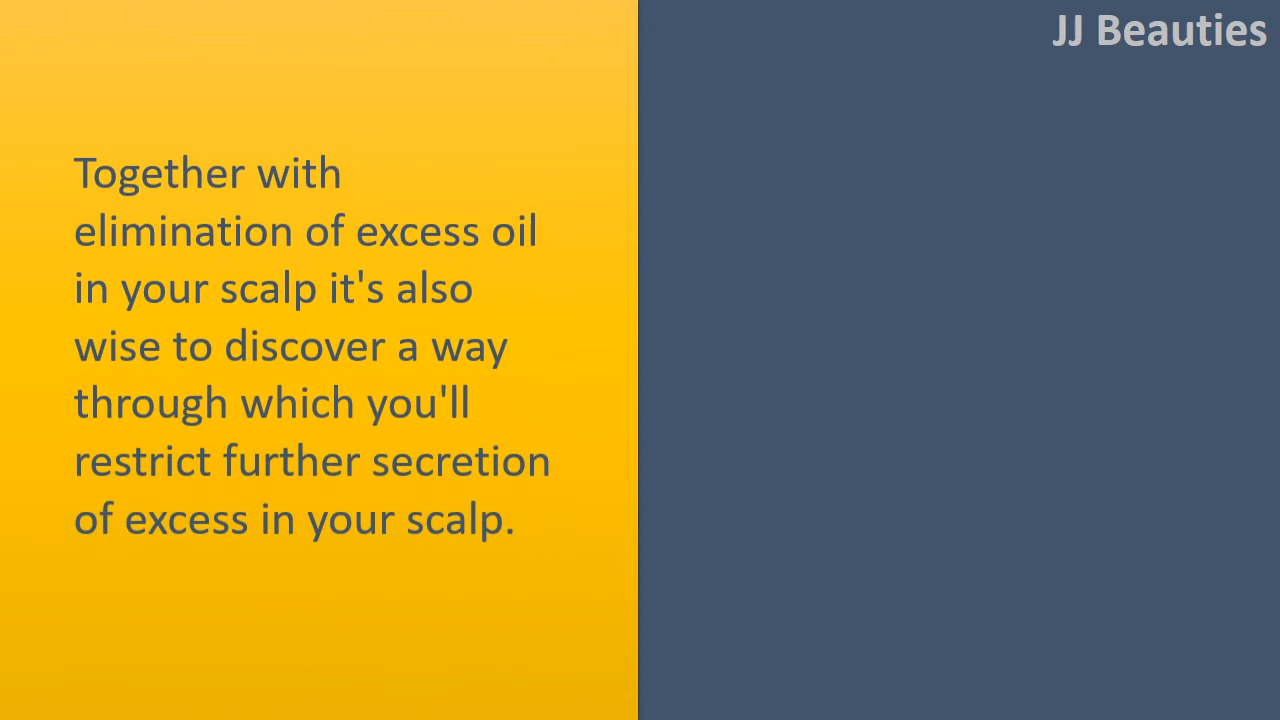 JJ Beauties
Together with
elimination of excess oil
in your scalp it's also
wise to discover a way
through which you'll
restrict further secretion
of excess in your scalp.